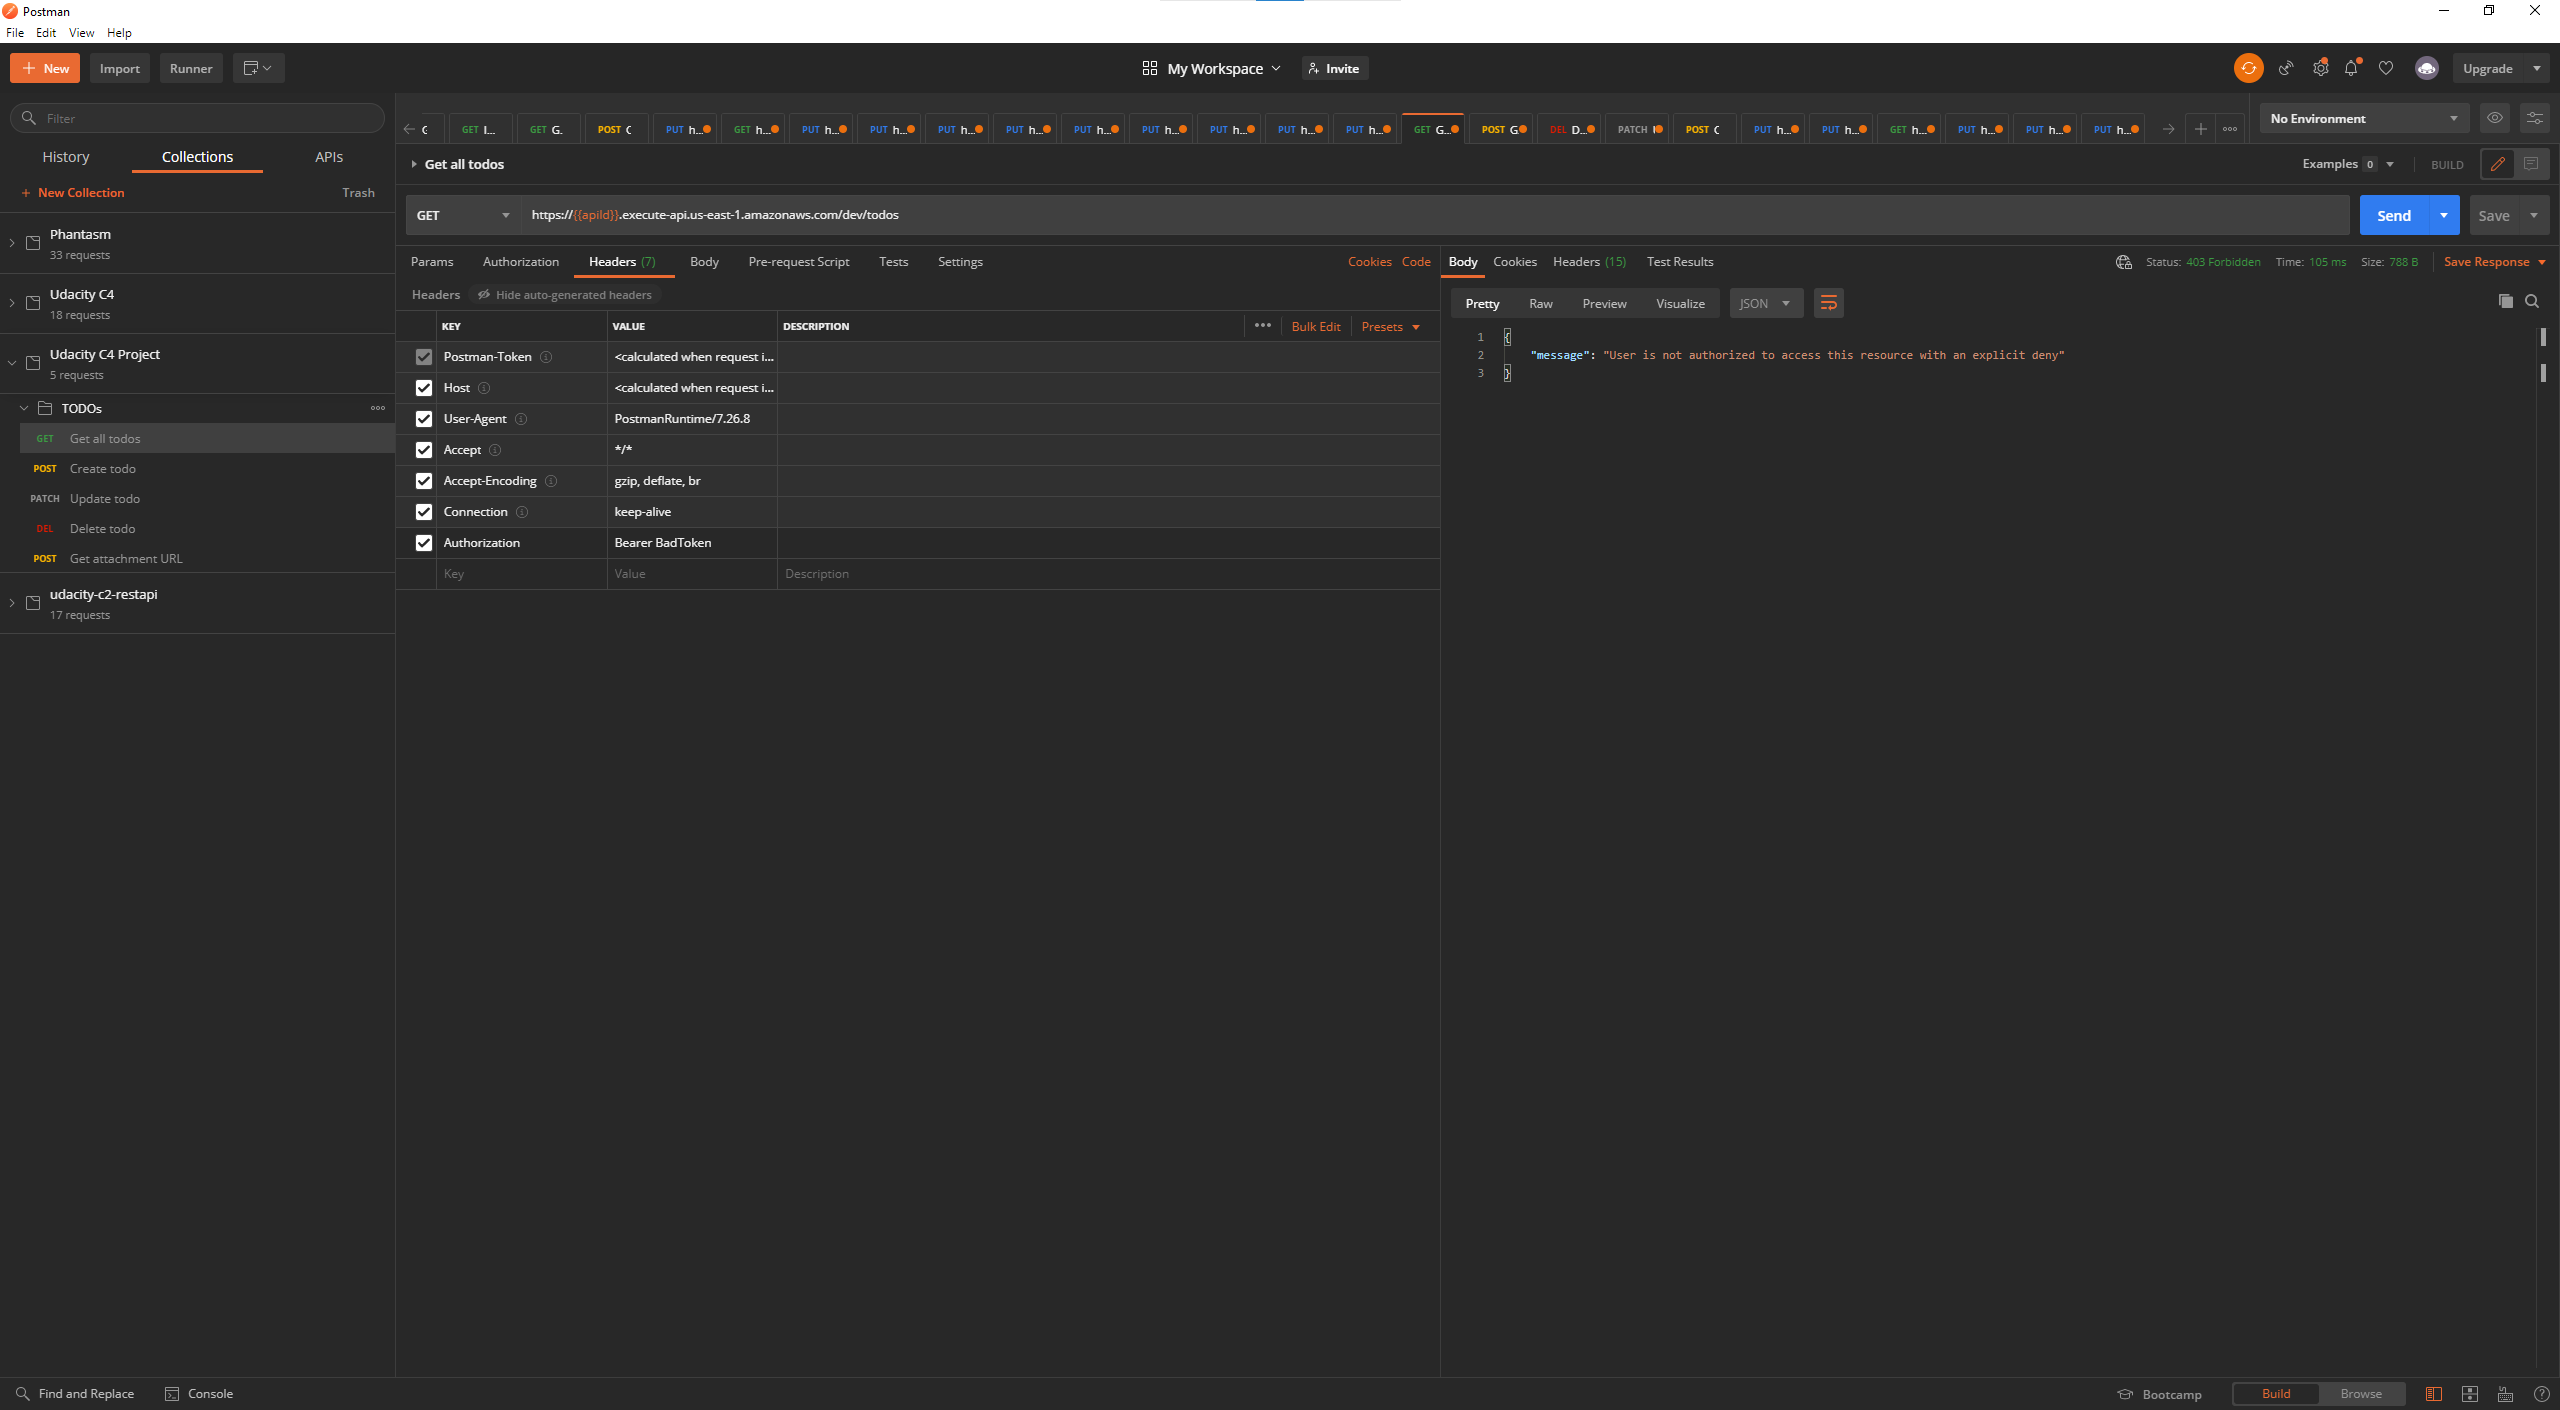 Postman
File Edit View Help
New Import Runner My Workspace Invite Upgrade
Filter
History Collections APIs
New Collection Trash
Phantasm
33 requests
Udacity C4
18 requests
Udacity C4 Project
5 requests
TODOs
GET Get all todos
POST Create todo
PATCH Update todo
DEL Delete todo
POST Get attachment URL
udacity-c2-restapi
17 requests
GET I... GET G. POST PUT h... GET h... PUT h... PUT h... PUT h... PUT h... PUT h... PUT h... PUT h... PUT h... PUT h... GET G... POST G DEL D... PATCH POST PUT h... PUT h... GET h... PUT h... PUT h... PUT h...
No Environment
Get all todos Examples 0 BUILD
GET https://{{apiId}}.execute-api.us-east-1.amazonaws.com/dev/todos Send Save
Params Authorization Headers (7) Body Pre-request Script Tests Settings Cookies Code
Headers Hide auto-generated headers
KEY VALUE DESCRIPTION ••• Bulk Edit Presets
Postman-Token <calculated when request i...
Host <calculated when request i...
User-Agent PostmanRuntime/7.26.8
Accept */*
Accept-Encoding gzip, deflate, br
Connection keep-alive
Authorization Bearer BadToken
Key Value Description
Body Cookies Headers (15) Test Results Status: 403 Forbidden Time: 105 ms Size: 788 B Save Response
Pretty Raw Preview Visualize JSON
1 {
2 "message": "User is not authorized to access this resource with an explicit deny"
3 }
Find and Replace Console Bootcamp Build Browse